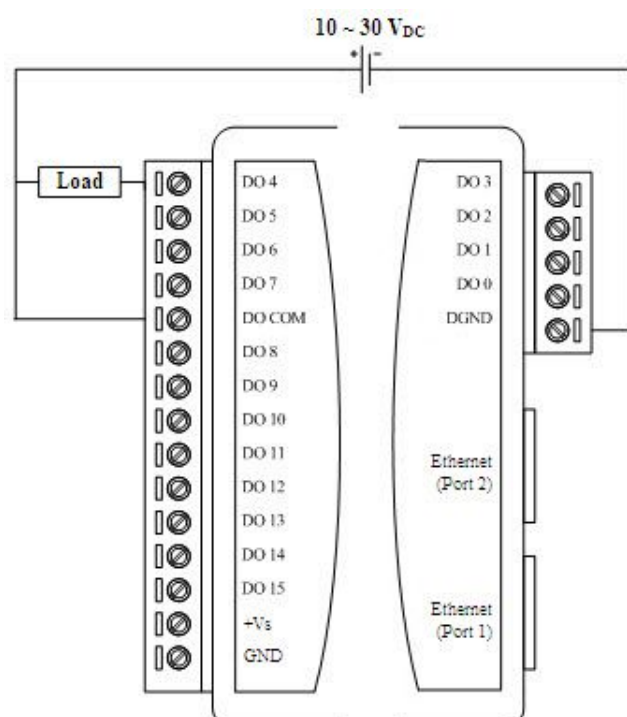 10 ~ 30 VDC
+ -
Load
DO 4
DO 5
DO 6
DO 7
DO COM
DO 8
DO 9
DO 10
DO 11
DO 12
DO 13
DO 14
DO 15
+Vs
GND
DO 3
DO 2
DO 1
DO 0
DGND
Ethernet
(Port 2)
Ethernet
(Port 1)